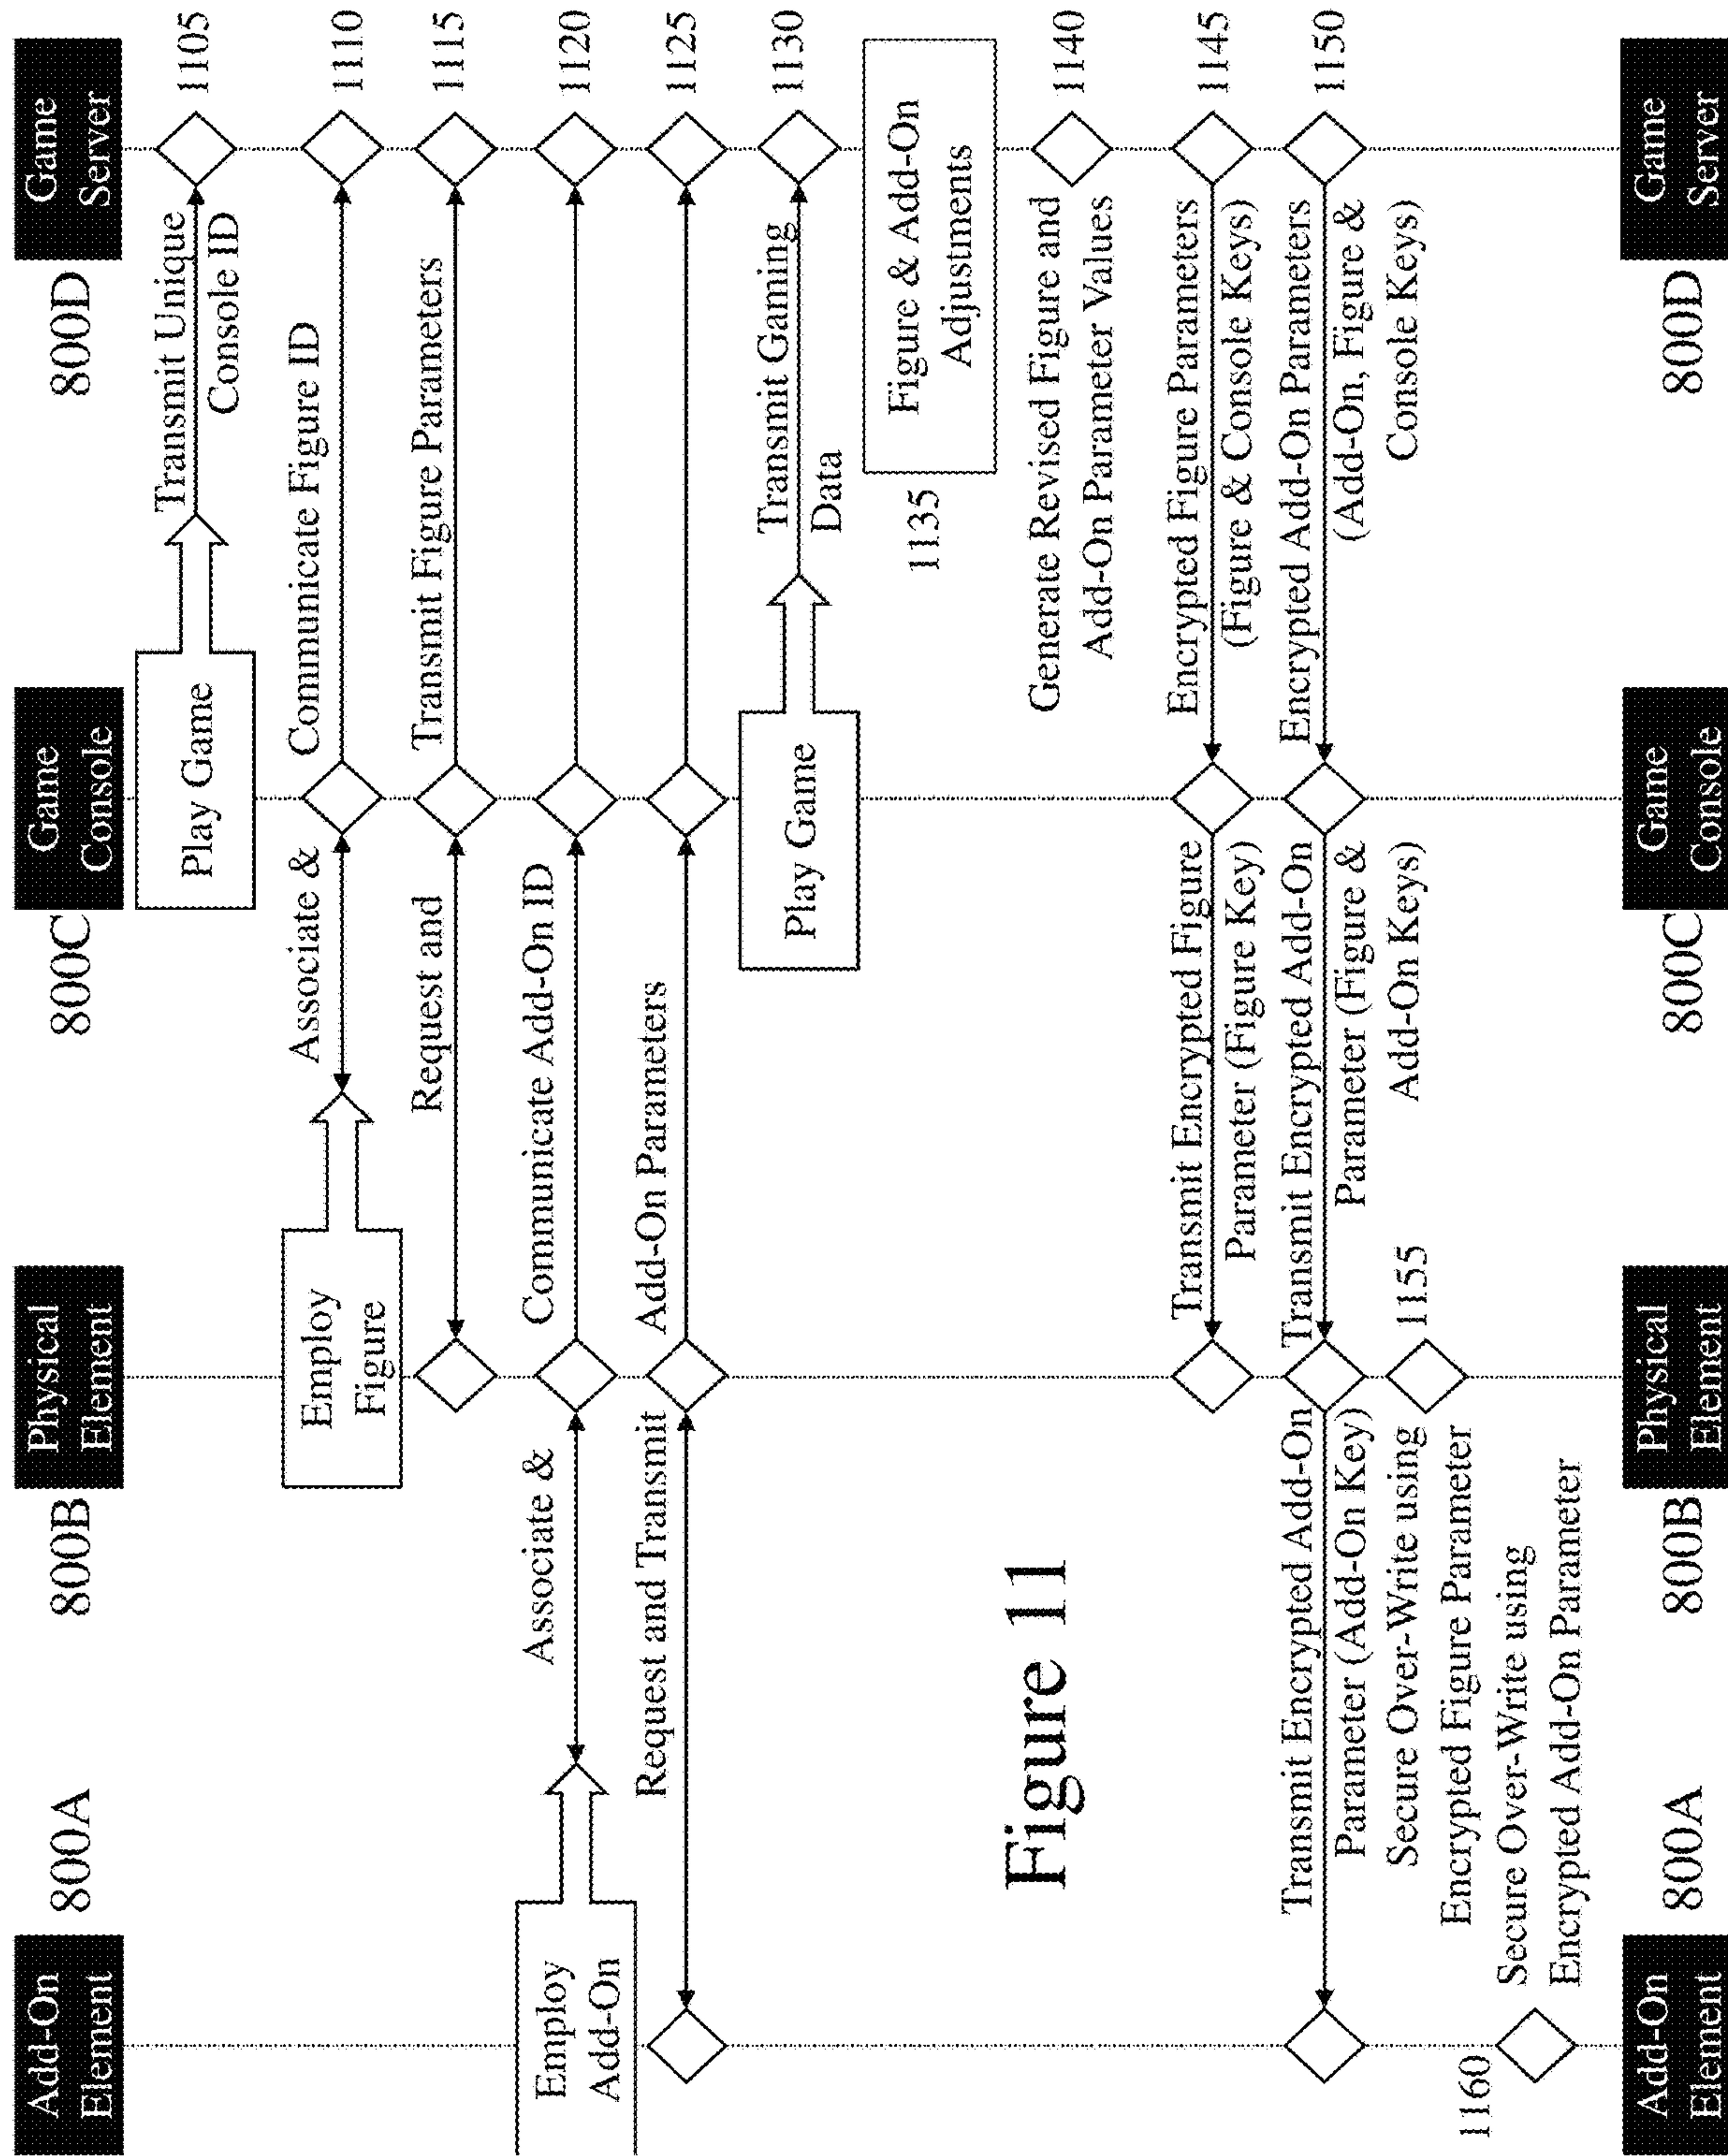 Add-On
Element
800A
Physical
Element
800B
Game
Console
800C
Game
Server
800D
Play Game
Transmit Unique
Console ID
1105
Employ
Figure
Associate &
Communicate Figure ID
1110
Request and
Transmit Figure Parameters
1115
Employ
Add-On
Associate &
Communicate Add-On ID
1120
Request and Transmit
Add-On Parameters
1125
Play Game
Transmit Gaming
Data
1130
Figure & Add-On
Adjustments
1135
Generate Revised Figure and
Add-On Parameter Values
1140
Transmit Encrypted Figure
Parameter (Figure Key)
Encrypted Figure Parameters
(Figure & Console Keys)
1145
Transmit Encrypted Add-On
Parameter (Add-On Key)
Transmit Encrypted Add-On
Parameter (Figure &
Add-On Keys)
Encrypted Add-On Parameters
(Add-On, Figure &
Console Keys)
1150
Secure Over-Write using
Encrypted Figure Parameter
1155
1160
Secure Over-Write using
Encrypted Add-On Parameter
Figure 11
Add-On
Element
800A
Physical
Element
800B
Game
Console
800C
Game
Server
800D